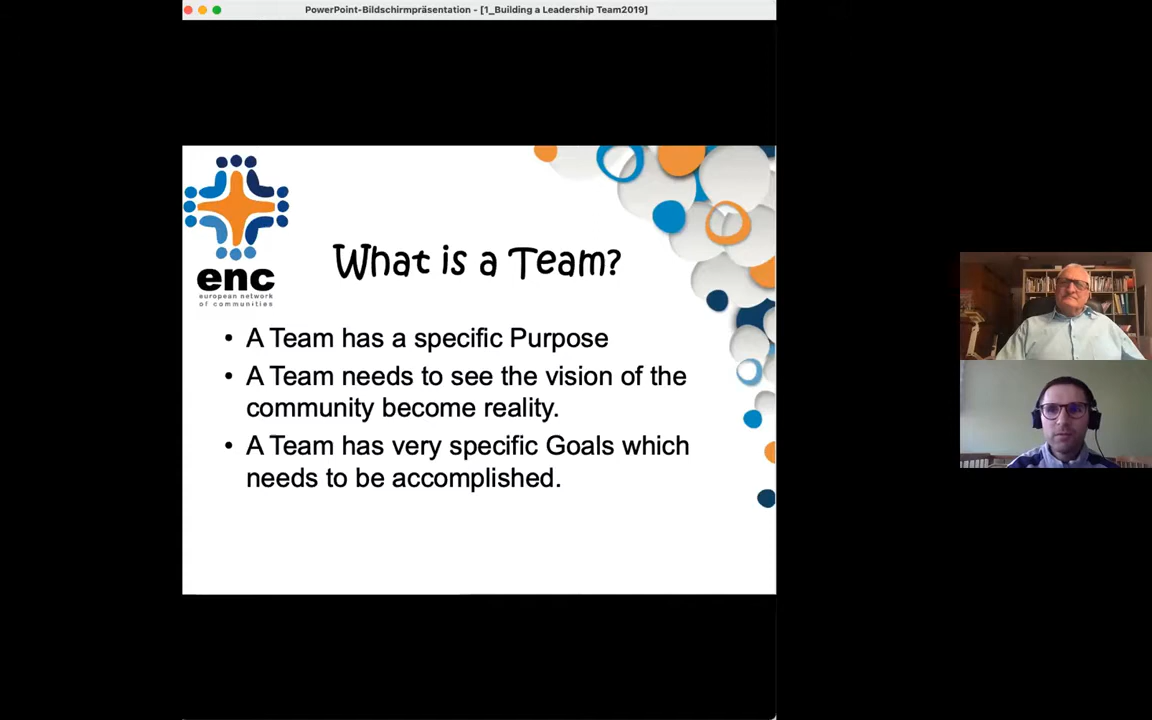 PowerPoint-Bildschirmpräsentation - [1_Building a Leadership Team2019]
enc
european network
of communities
What is a Team?
• A Team has a specific Purpose
• A Team needs to see the vision of the
community become reality.
• A Team has very specific Goals which
needs to be accomplished.